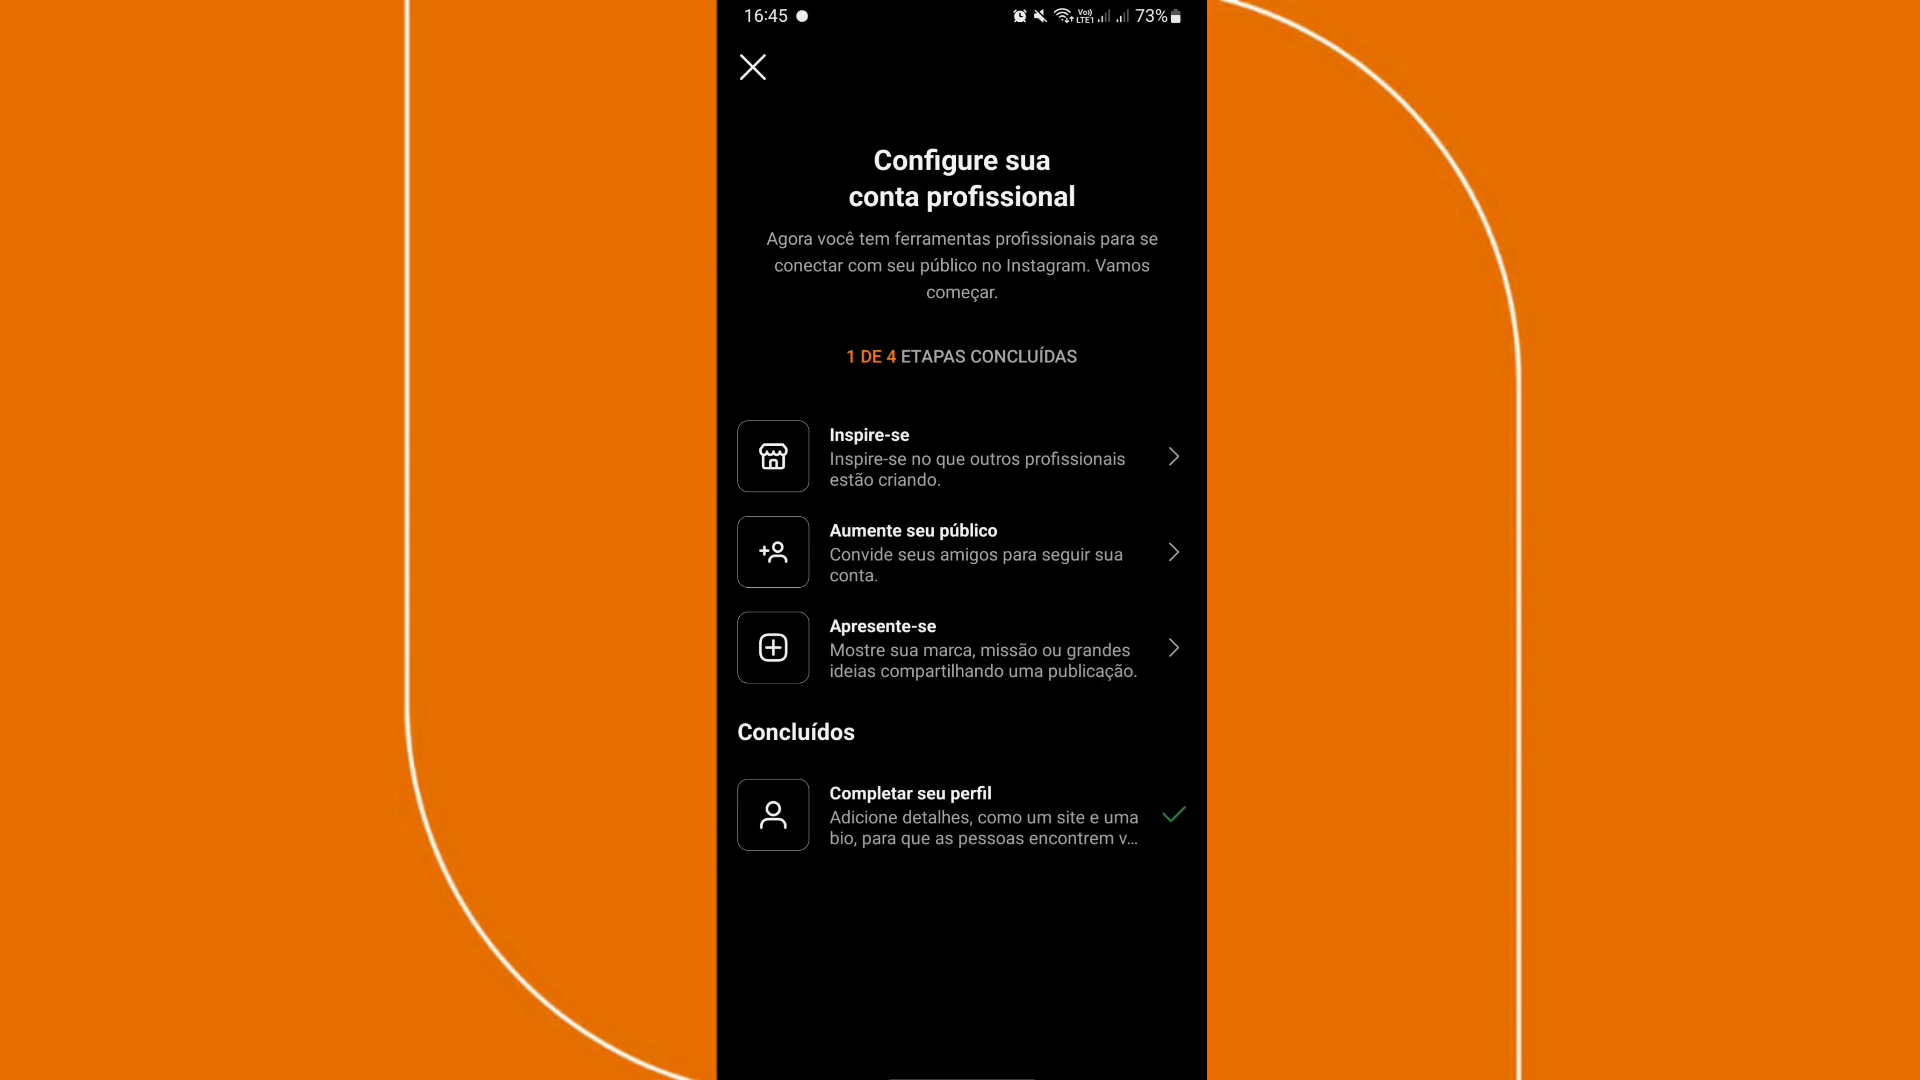 16:45
Vo))
LTE1
73%
Configure sua
conta profissional
Agora você tem ferramentas profissionais para se
conectar com seu público no Instagram. Vamos
começar.
1 DE 4 ETAPAS CONCLUÍDAS
Inspire-se
Inspire-se no que outros profissionais
estão criando.
Aumente seu público
Convide seus amigos para seguir sua
conta.
Apresente-se
Mostre sua marca, missão ou grandes
ideias compartilhando uma publicação.
Concluídos
Completar seu perfil
Adicione detalhes, como um site e uma
bio, para que as pessoas encontrem v...